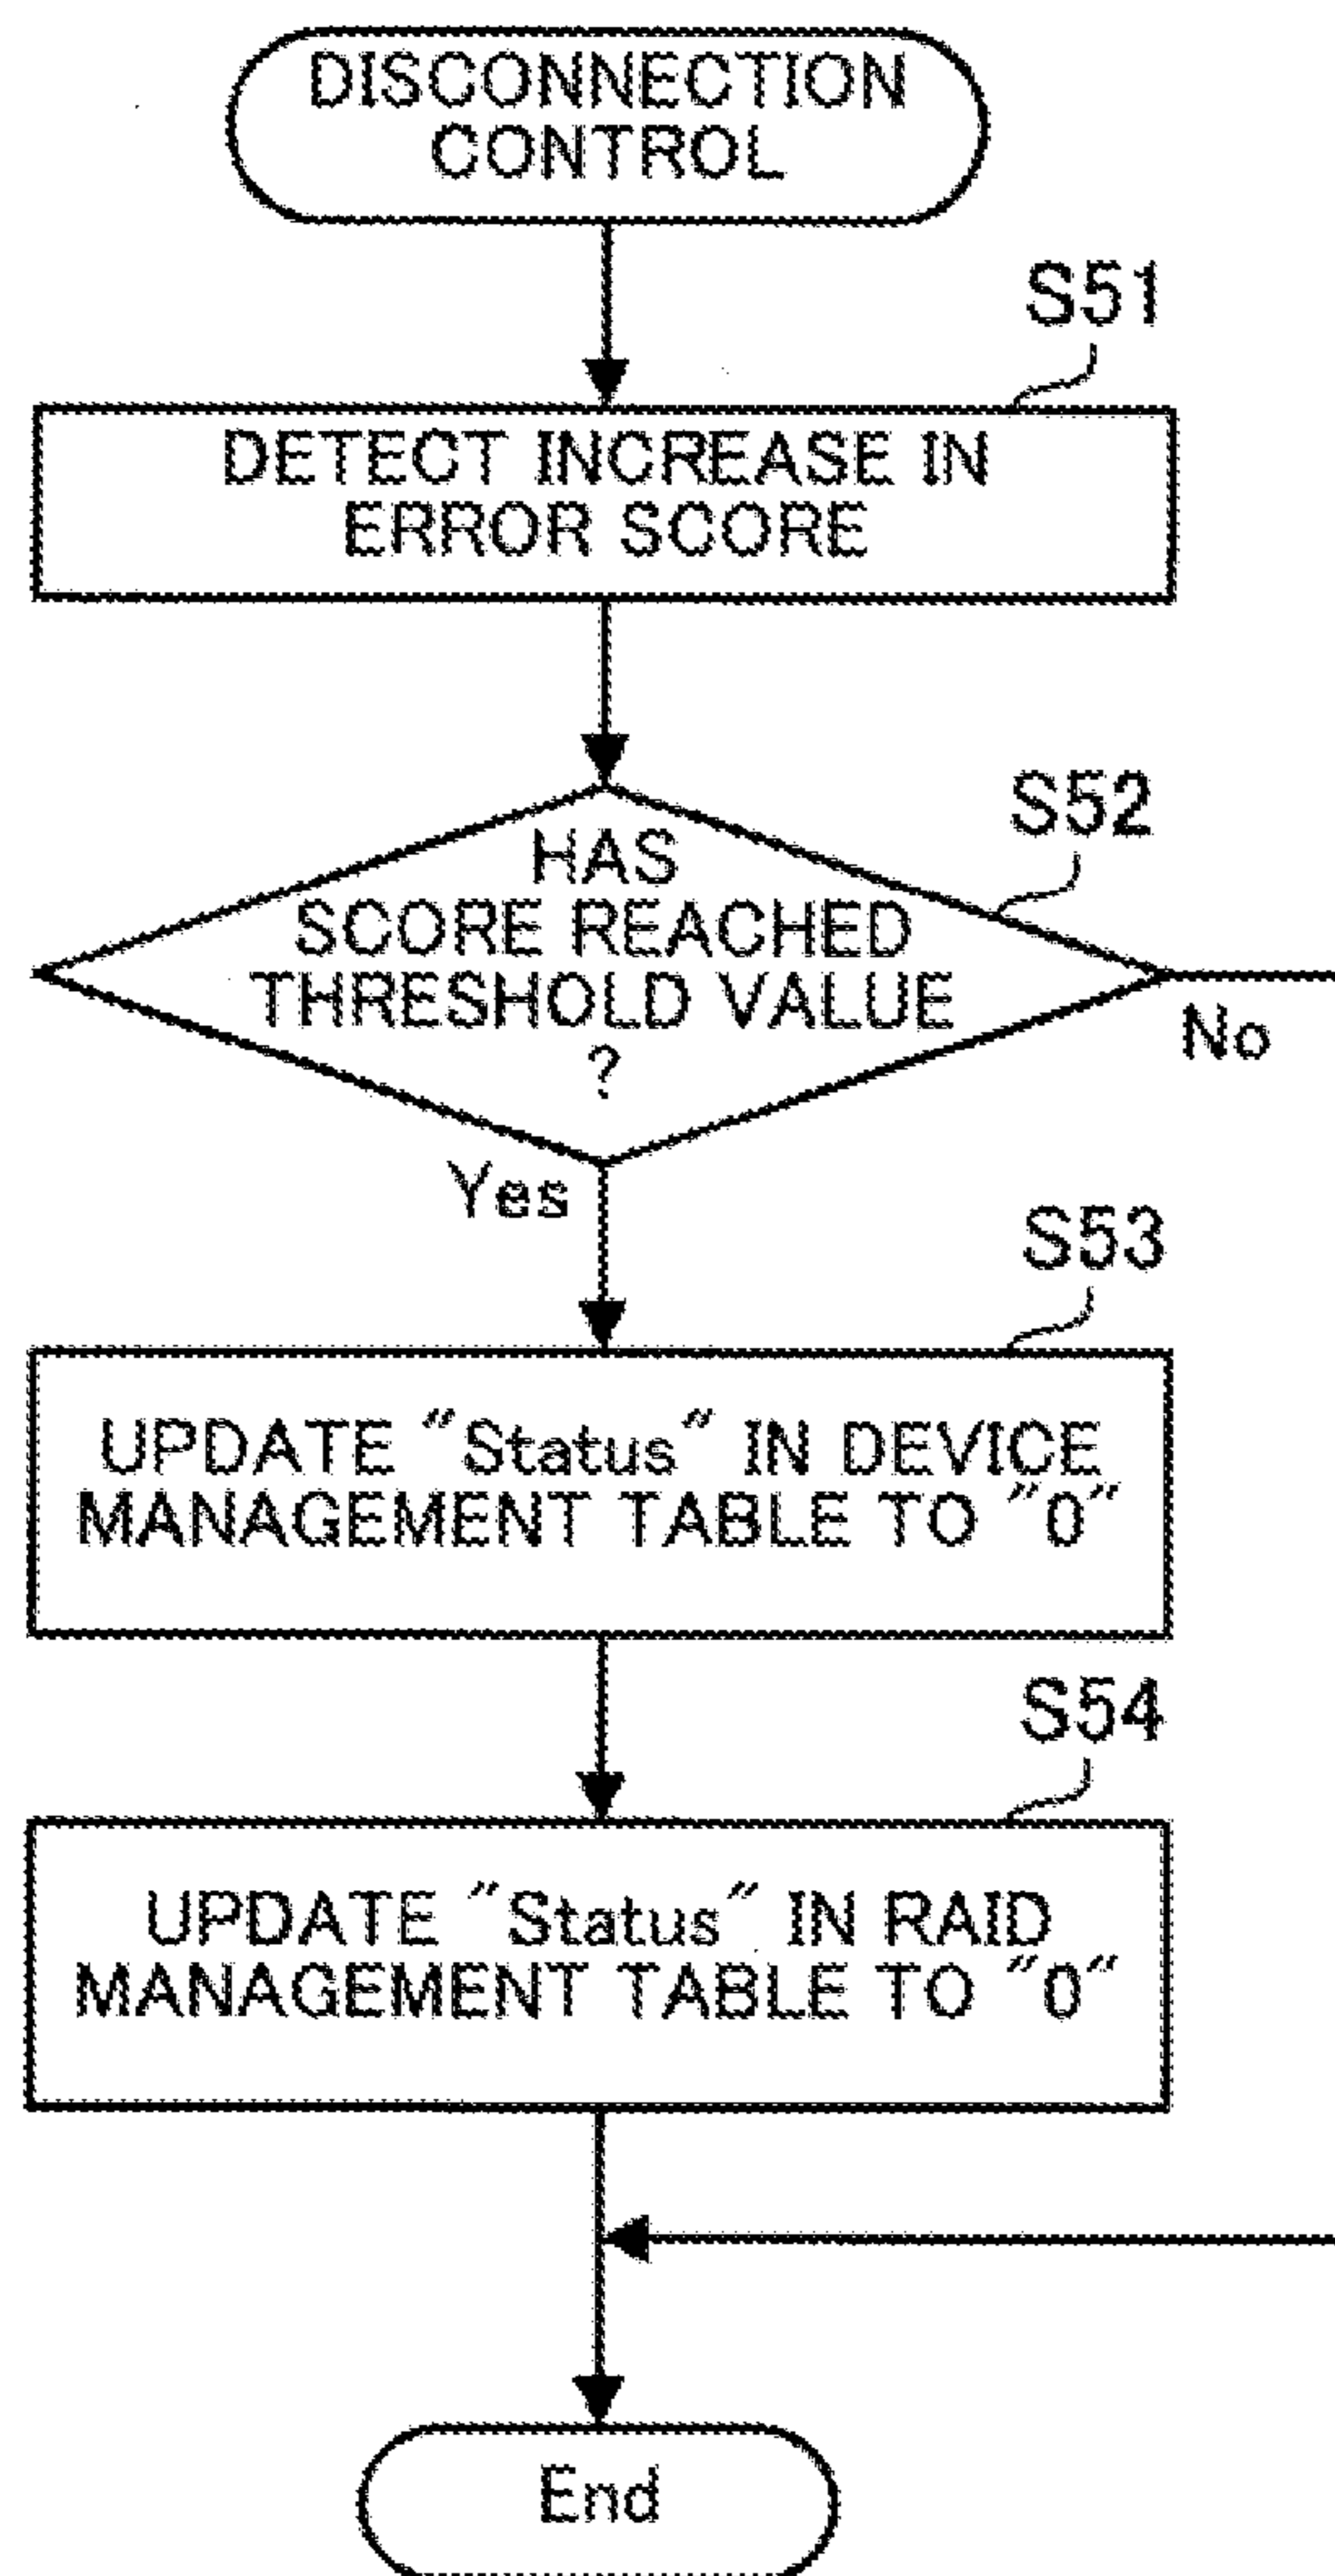 DISCONNECTION
CONTROL
S51
DETECT INCREASE IN
ERROR SCORE
S52
HAS
SCORE REACHED
THRESHOLD VALUE
?
No
Yes
S53
UPDATE "Status" IN DEVICE
MANAGEMENT TABLE TO "0"
S54
UPDATE "Status" IN RAID
MANAGEMENT TABLE TO "0"
End